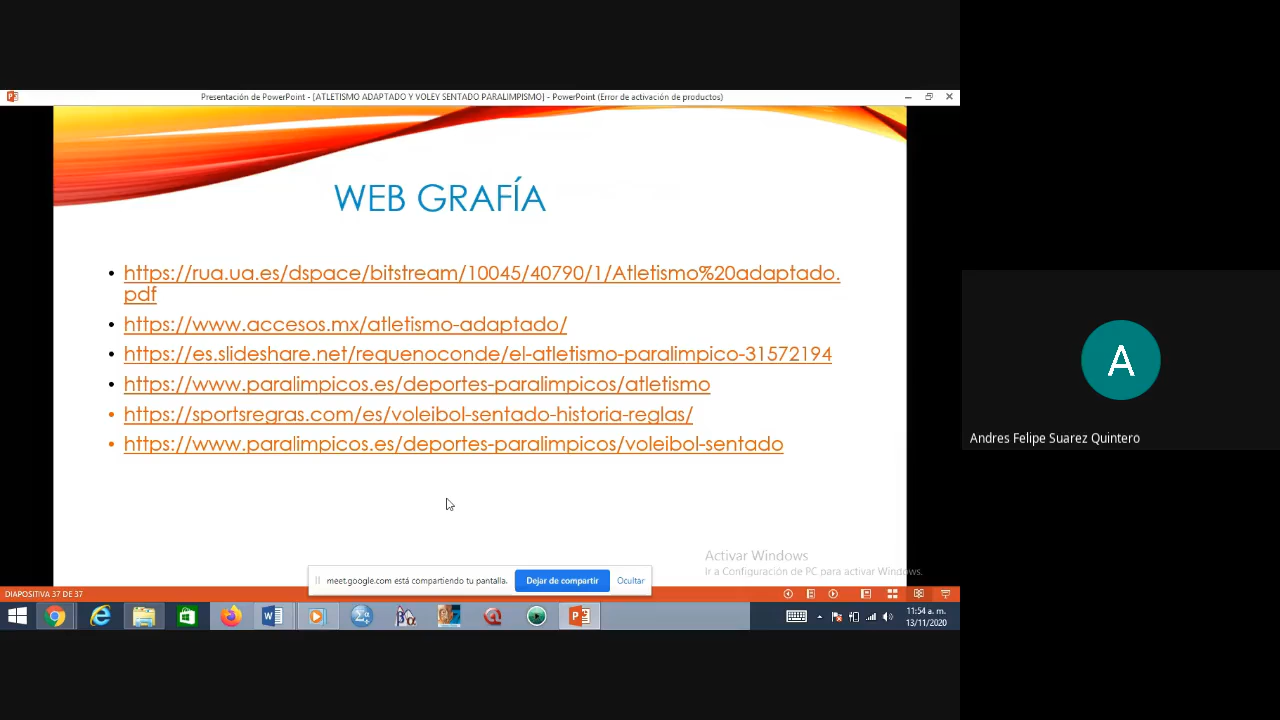 Presentación de PowerPoint - [ATLETISMO ADAPTADO Y VOLEY SENTADO PARALIMPISMO] - PowerPoint (Error de activación de productos)
WEB GRAFÍA
• https://rua.ua.es/dspace/bitstream/10045/40790/1/Atletismo%20adaptado.
pdf
• https://www.accesos.mx/atletismo-adaptado/
• https://es.slideshare.net/requenoconde/el-atletismo-paralimpico-31572194
• https://www.paralimpicos.es/deportes-paralimpicos/atletismo
• https://sportsregras.com/es/voleibol-sentado-historia-reglas/
• https://www.paralimpicos.es/deportes-paralimpicos/voleibol-sentado
A
Andres Felipe Suarez Quintero
Activar Windows
Ir a Configuración de PC para activar Windows.
meet.google.com está compartiendo tu pantalla. Dejar de compartir Ocultar
DIAPOSITIVA 37 DE 37
11:54 a. m.
13/11/2020